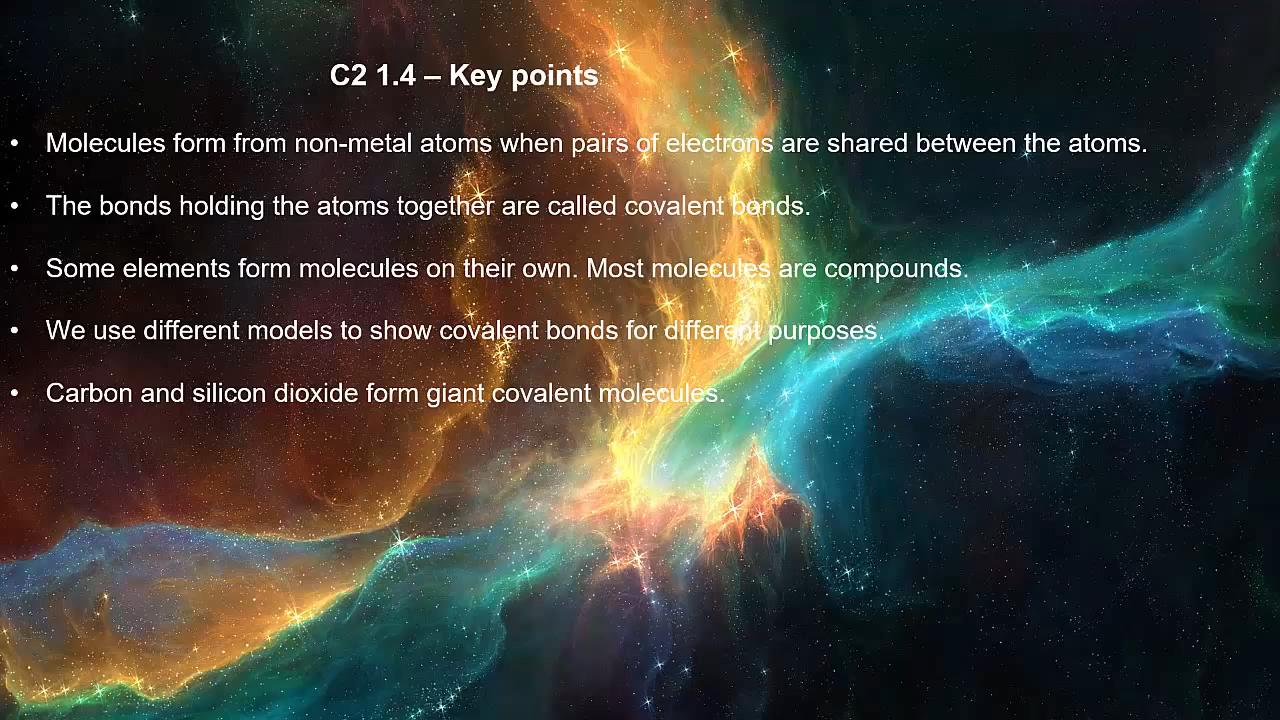 C2 1.4 – Key points
• Molecules form from non-metal atoms when pairs of electrons are shared between the atoms.
• The bonds holding the atoms together are called covalent bonds.
• Some elements form molecules on their own. Most molecules are compounds.
• We use different models to show covalent bonds for different purposes.
• Carbon and silicon dioxide form giant covalent molecules.